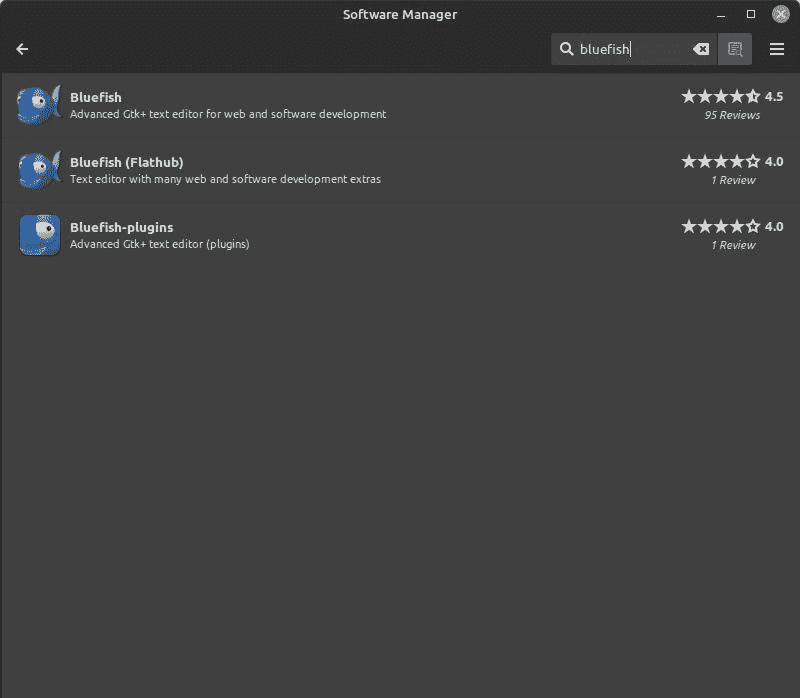 Software Manager
bluefish
Bluefish
Advanced Gtk+ text editor for web and software development
4.5
95 Reviews
Bluefish (Flathub)
Text editor with many web and software development extras
4.0
1 Review
Bluefish-plugins
Advanced Gtk+ text editor (plugins)
4.0
1 Review